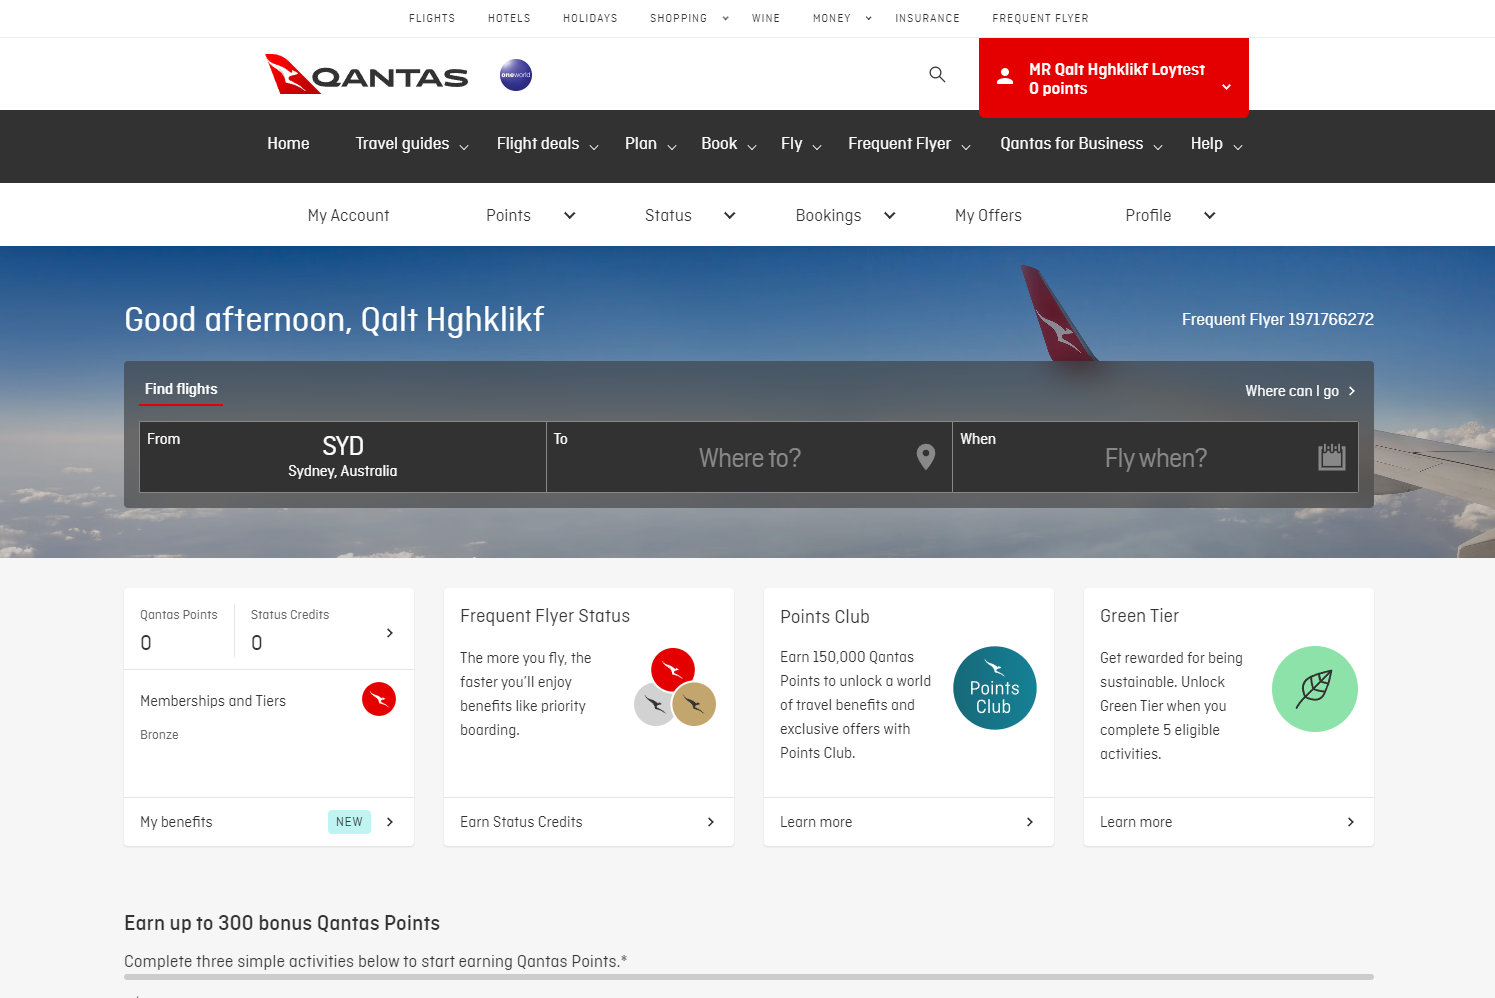 FLIGHTS HOTELS HOLIDAYS SHOPPING WINE MONEY INSURANCE FREQUENT FLYER
QANTAS oneworld
MR Qalt Hghklikf Loytest
0 points
Home Travel guides Flight deals Plan Book Fly Frequent Flyer Qantas for Business Help
My Account Points Status Bookings My Offers Profile
Good afternoon, Qalt Hghklikf
Frequent Flyer 1971766272
Find flights
Where can I go
From
SYD
Sydney, Australia
To
Where to?
When
Fly when?
Qantas Points
0
Status Credits
0
Memberships and Tiers
Bronze
My benefits NEW
Frequent Flyer Status
The more you fly, the
faster you'll enjoy
benefits like priority
boarding.
Earn Status Credits
Points Club
Earn 150,000 Qantas
Points to unlock a world
of travel benefits and
exclusive offers with
Points Club.
Points
Club
Learn more
Green Tier
Get rewarded for being
sustainable. Unlock
Green Tier when you
complete 5 eligible
activities.
Learn more
Earn up to 300 bonus Qantas Points
Complete three simple activities below to start earning Qantas Points.*